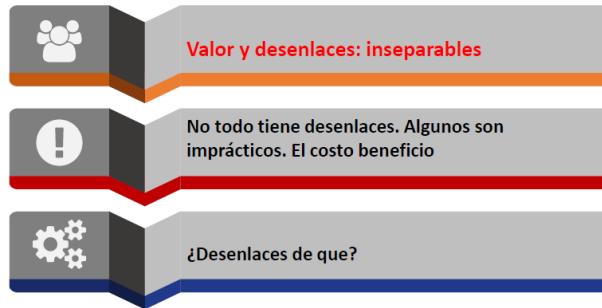 Valor y desenlaces: inseparables
No todo tiene desenlaces. Algunos son
imprácticos. El costo beneficio
¿Desenlaces de que?